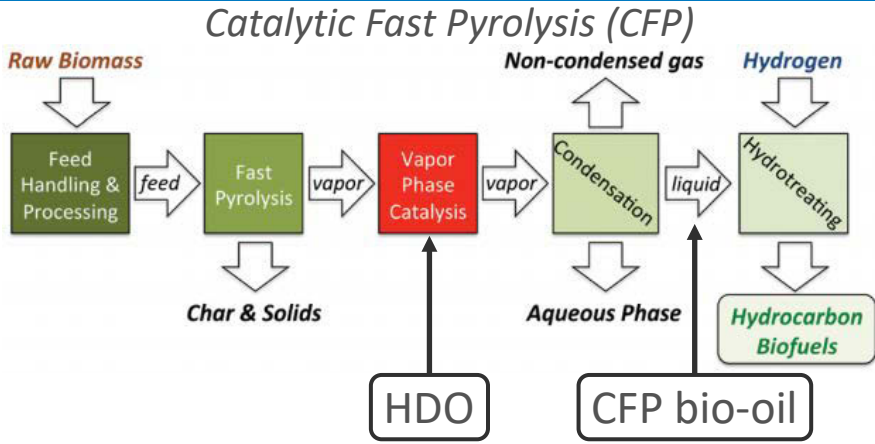 Catalytic Fast Pyrolysis (CFP)
Raw Biomass
Non-condensed gas
Hydrogen
Feed
Handling &
Processing
feed
Fast
Pyrolysis
vapor
Vapor
Phase
Catalysis
vapor
Condensation
liquid
Hydrotreating
Char & Solids
Aqueous Phase
Hydrocarbon
Biofuels
HDO
CFP bio-oil